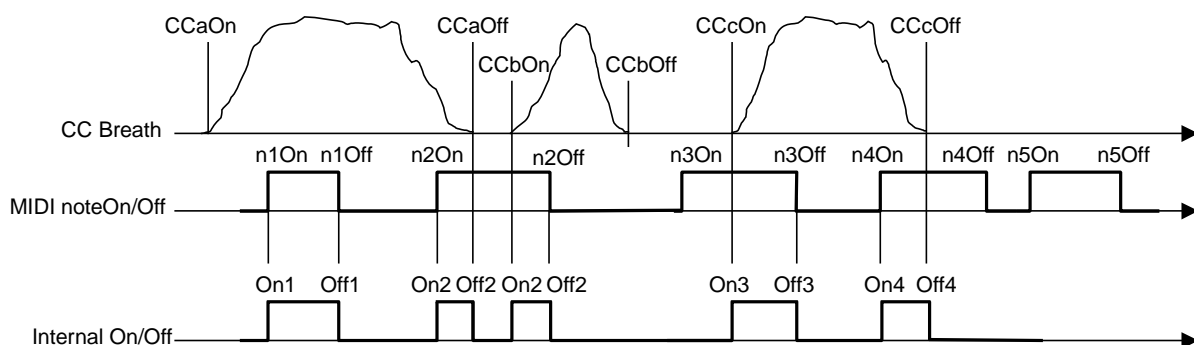 CCaOn CCaOff CCcOn CCcOff
CCbOn CCbOff
CC Breath
n1On n1Off n2On n2Off n3On n3Off n4On n4Off n5On n5Off
MIDI noteOn/Off
On1 Off1 On2 Off2 On2 Off2 On3 Off3 On4 Off4
Internal On/Off